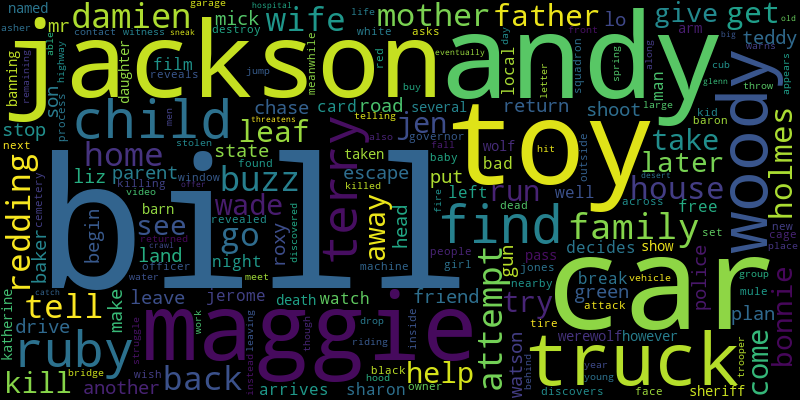 garage
hospital
named
damien
wife
mother
father
lo
give
get
old
asher
contact
witness
sneak
mr
mick
destroy
life
white
asks
teddy
banning
remaining
able
son
spring
squadron
day
local
arm
cub
glenn
throw
big
warns
jackson
andy
highway
process
daughter
film
reveals
meanwhile
red
video
buy
eventually
letter
front
along
man
kid
baron
appears
stop
child
chase
card
road
several
return
shoot
large
next
men
threatens
stolen
leaf
jen
governor
telling
also
toy
woody
home
state
taken
wolf
baby
fall
hit
outside
take
later
holmes
redding
cemetery
liz
parent
buzz
window
killing
offer
found
escape
put
left
bad
run
well
house
barn
wade
head
killed
fire
dead
find
family
across
free
desert
begin
see
revealed
roxy
terry
away
people
girl
set
new
cage
place
baker
land
go
discovered
machine
gun
pass
decides
show
police
group
bill
car
returned
crawl
officer
night
water
meet
jones
nearby
break
vehicle
mule
katherine
leave
jerome
death
watch
friend
attempt
try
green
attack
plan
bonnie
tell
make
struggle
work
though
inside
tire
werewolf
however
trooper
catch
drive
instead
leaving
drop
riding
maggie
truck
come
ruby
bridge
wish
hood
black
owner
help
watson
behind
year
young
kill
another
back
arrives
sharon
discovers
face
sheriff
jump